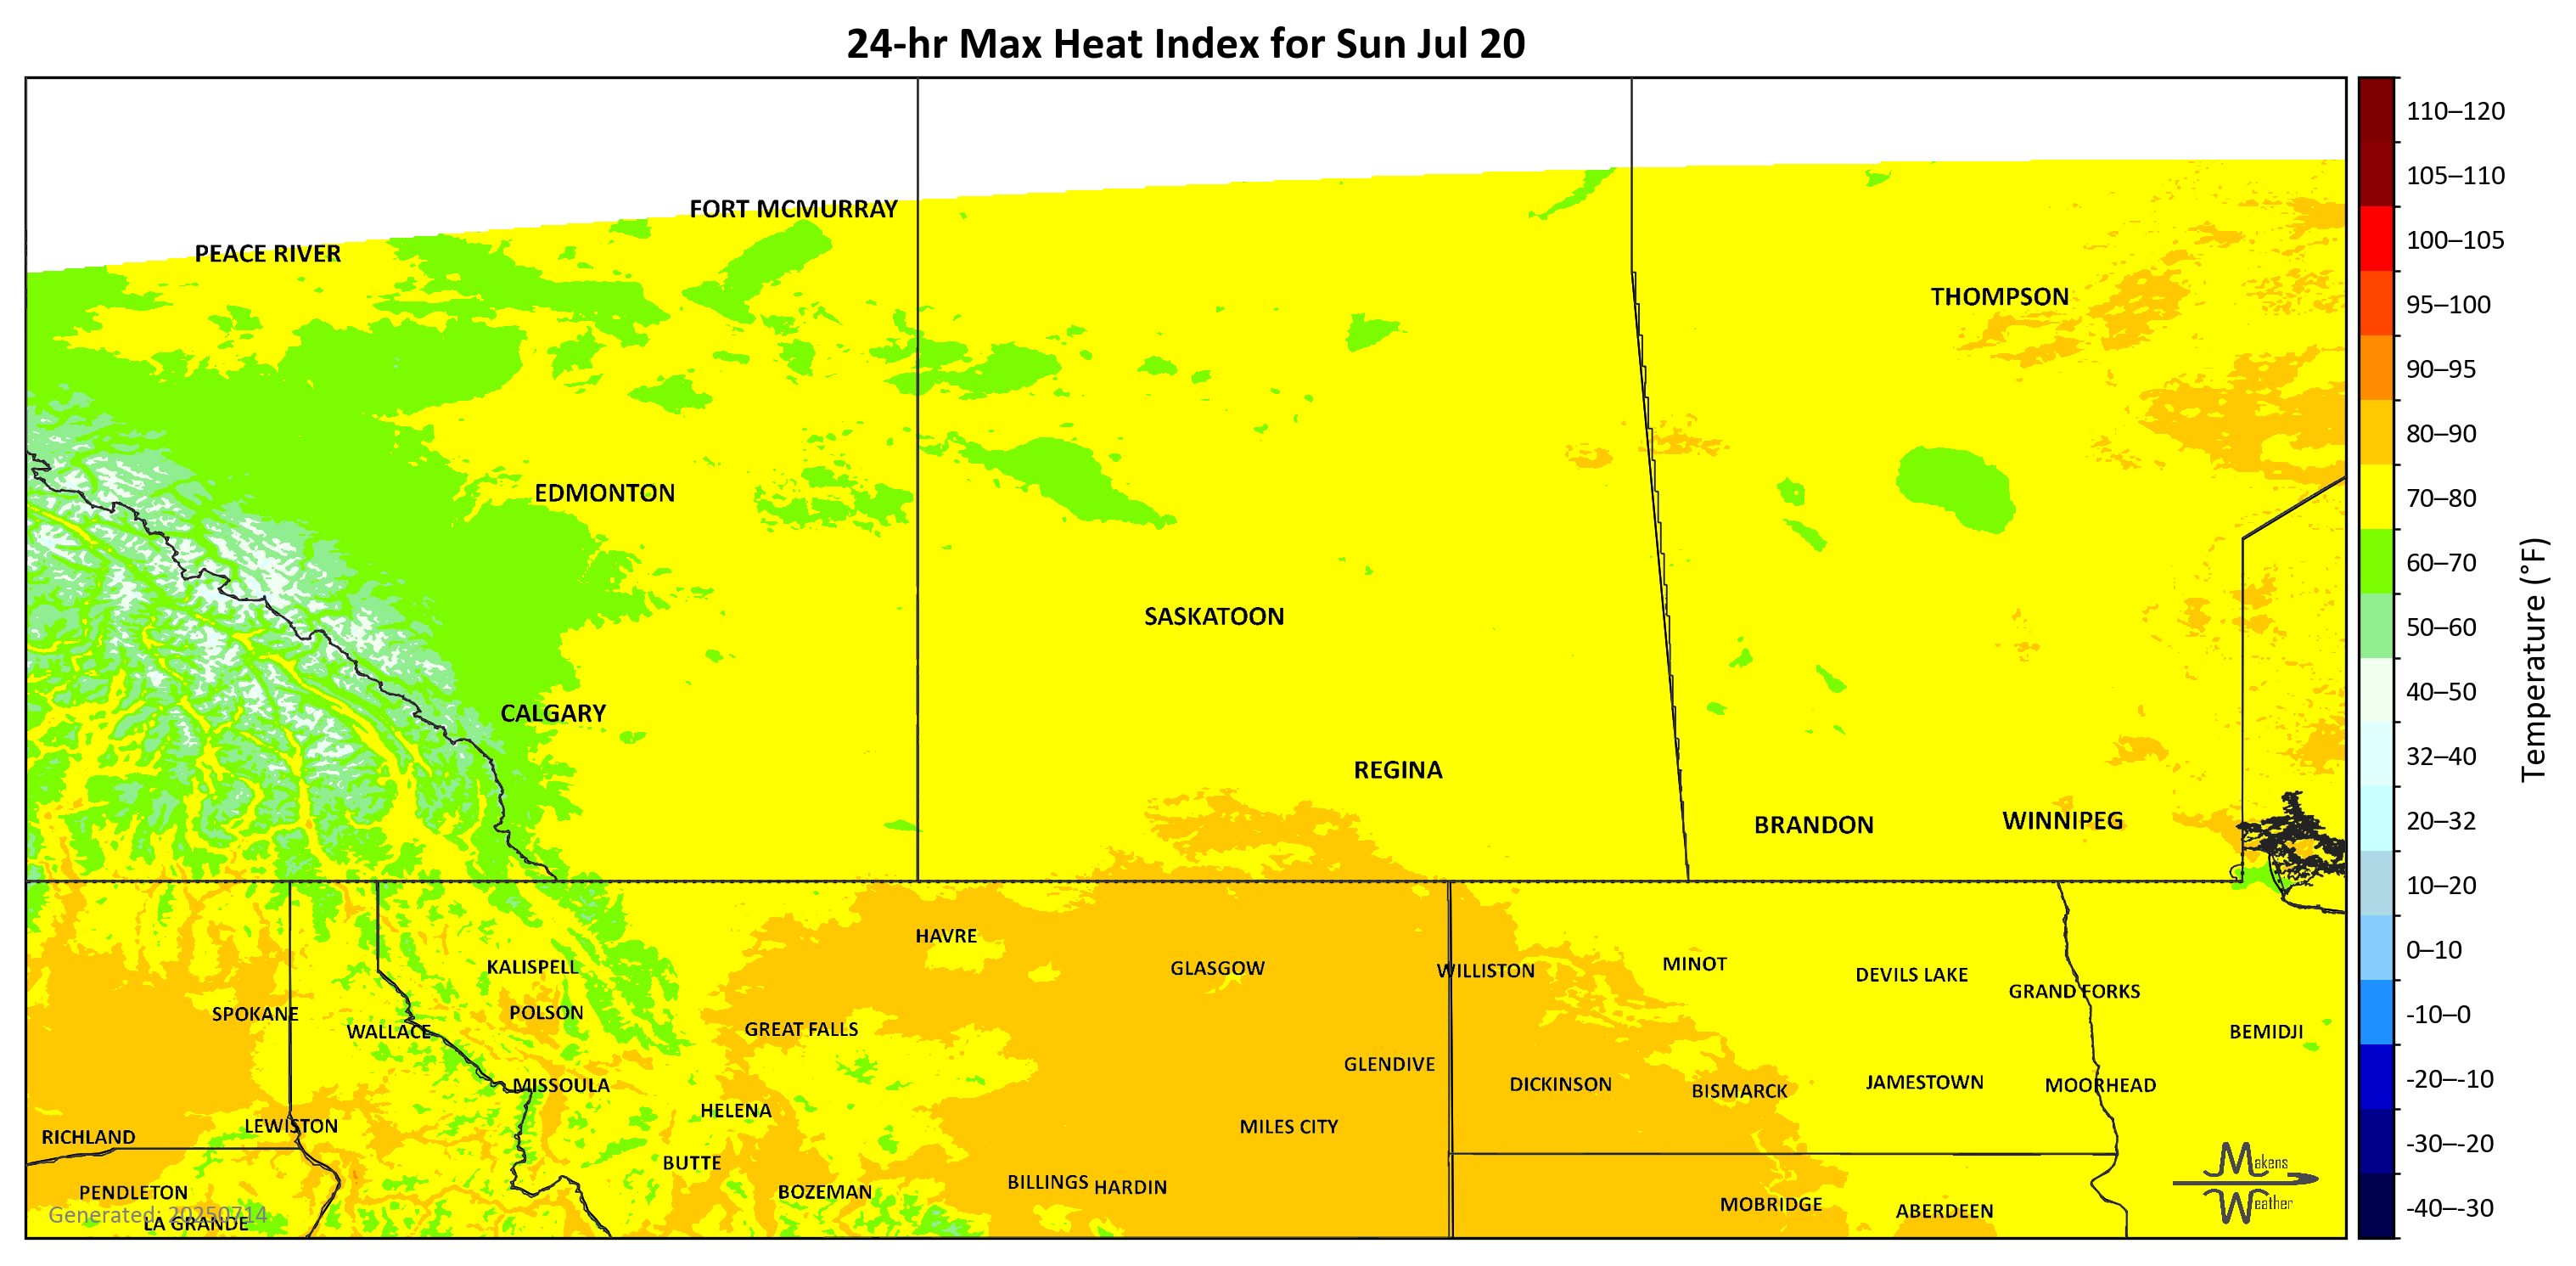 24-hr Max Heat Index for Sun Jul 20
110–120
105–110
100–105
95–100
90–95
80–90
70–80
60–70
50–60
40–50
32–40
20–32
10–20
0–10
-10–0
-20–-10
-30–-20
-40–-30
Temperature (°F)
FORT MCMURRAY
PEACE RIVER
THOMPSON
EDMONTON
SASKATOON
CALGARY
REGINA
BRANDON
WINNIPEG
HAVRE
KALISPELL
GLASGOW
WILLISTON
MINOT
DEVILS LAKE
GRAND FORKS
SPOKANE
POLSON
WALLACE
GREAT FALLS
BEMIDJI
GLENDIVE
MISSOULA
DICKINSON
BISMARCK
JAMESTOWN
MOORHEAD
HELENA
LEWISTON
MILES CITY
RICHLAND
BUTTE
BILLINGS
HARDIN
PENDLETON
BOZEMAN
MOBRIDGE
ABERDEEN
Generated: 20250714
LA GRANDE
Makens
Weather